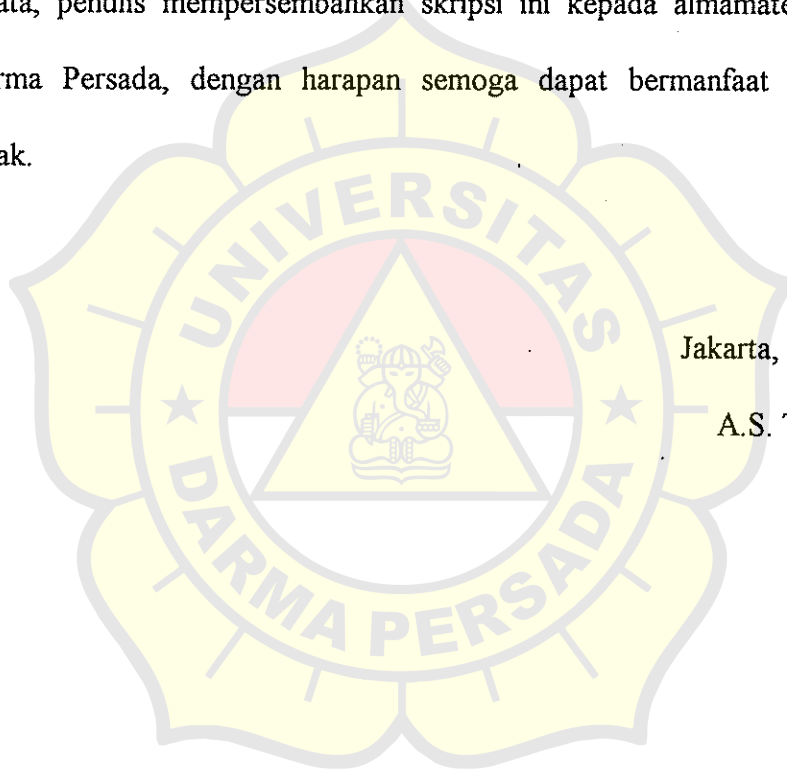 ata, penulis mempersembahkan skripsi ini kepada almamate
rma Persada, dengan harapan semoga dapat bermanfaat
ak.
UNIVERSITAS
Jakarta,
A.S.
DARMA PERSADA